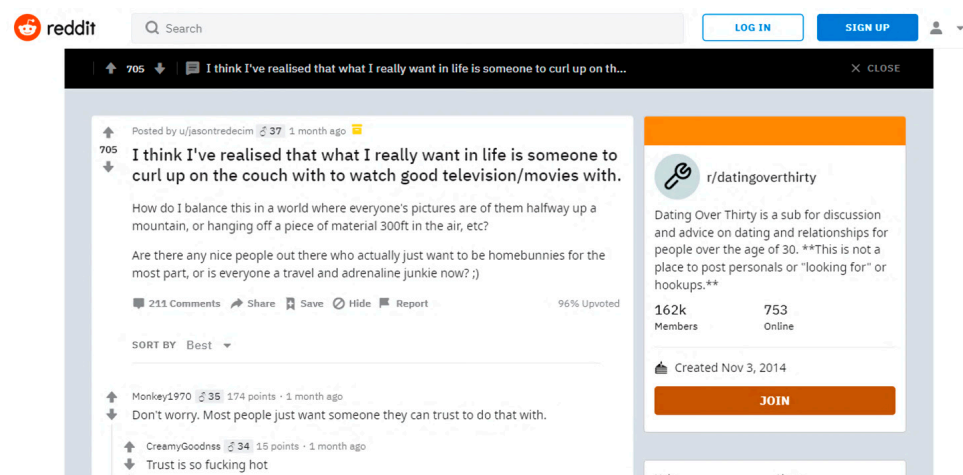 reddit
Search
LOG IN
SIGN UP
705
I think I've realised that what I really want in life is someone to curl up on th...
CLOSE
Posted by u/jasontredecim ♂ 37 1 month ago
705
I think I've realised that what I really want in life is someone to
curl up on the couch with to watch good television/movies with.
How do I balance this in a world where everyone's pictures are of them halfway up a
mountain, or hanging off a piece of material 300ft in the air, etc?
Are there any nice people out there who actually just want to be homebunnies for the
most part, or is everyone a travel and adrenaline junkie now? ;)
211 Comments Share Save Hide Report
96% Upvoted
SORT BY Best
Monkey1970 ♂ 35 174 points · 1 month ago
Don't worry. Most people just want someone they can trust to do that with.
CreamyGoodnss ♂ 34 15 points · 1 month ago
Trust is so fucking hot
r/datingoverthirty
Dating Over Thirty is a sub for discussion
and advice on dating and relationships for
people over the age of 30. **This is not a
place to post personals or "looking for" or
hookups.**
162k 753
Members Online
Created Nov 3, 2014
JOIN